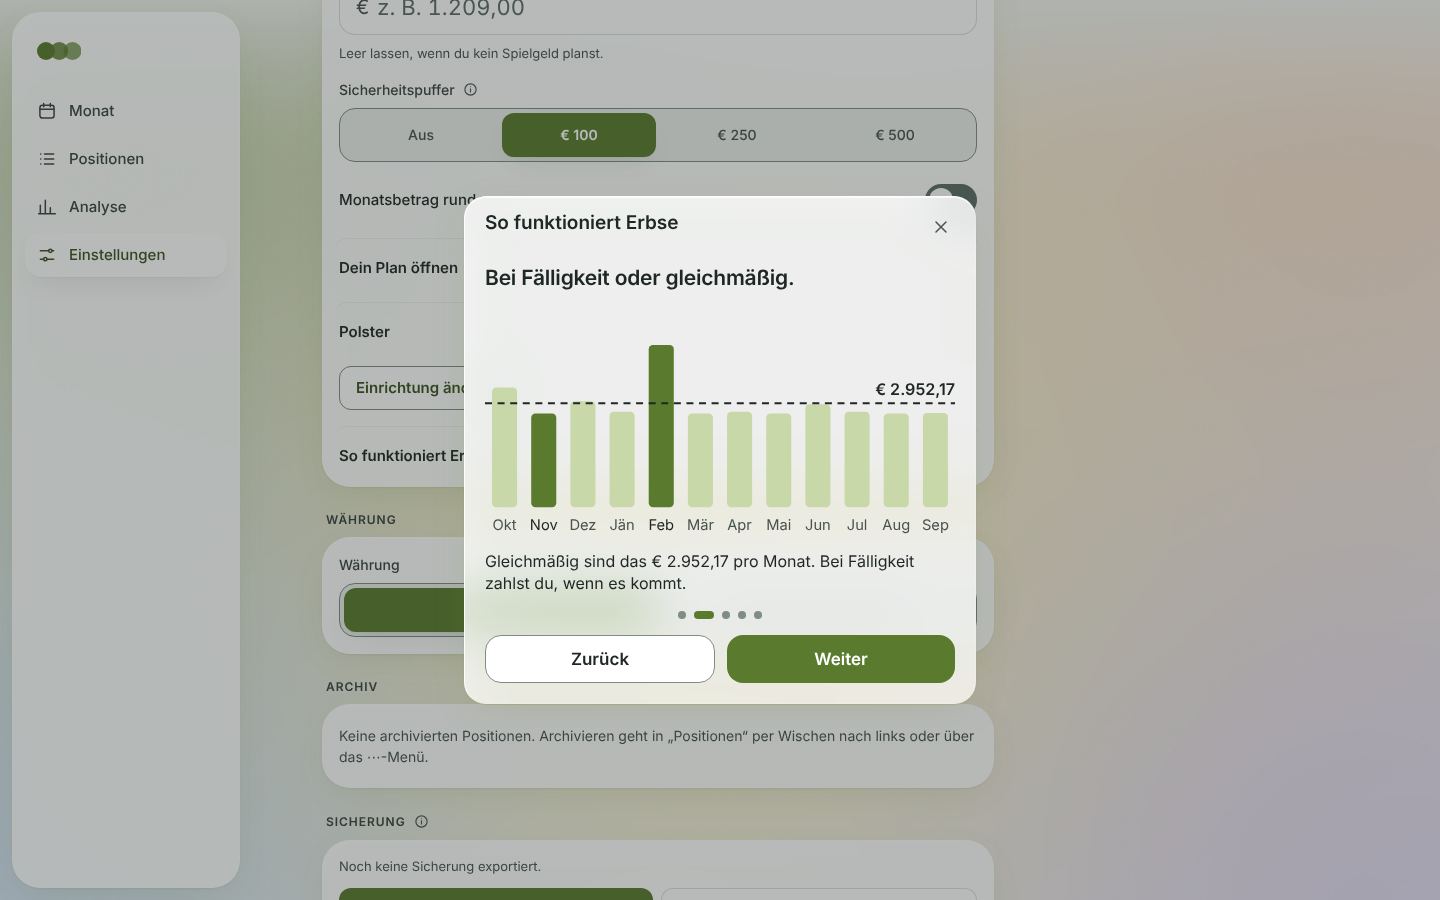 € z. B. 1.209,00
Leer lassen, wenn du kein Spielgeld planst.
Sicherheitspuffer
Aus
€ 100
€ 250
€ 500
Monat
Positionen
Analyse
Einstellungen
Monatsbetrag rund
Dein Plan öffnen
Polster
Einrichtung änd
So funktioniert Er
So funktioniert Erbse
Bei Fälligkeit oder gleichmäßig.
€ 2.952,17
Okt Nov Dez Jän Feb Mär Apr Mai Jun Jul Aug Sep
Gleichmäßig sind das € 2.952,17 pro Monat. Bei Fälligkeit
zahlst du, wenn es kommt.
Zurück
Weiter
WÄHRUNG
Währung
ARCHIV
Keine archivierten Positionen. Archivieren geht in „Positionen“ per Wischen nach links oder über
das ···-Menü.
SICHERUNG
Noch keine Sicherung exportiert.